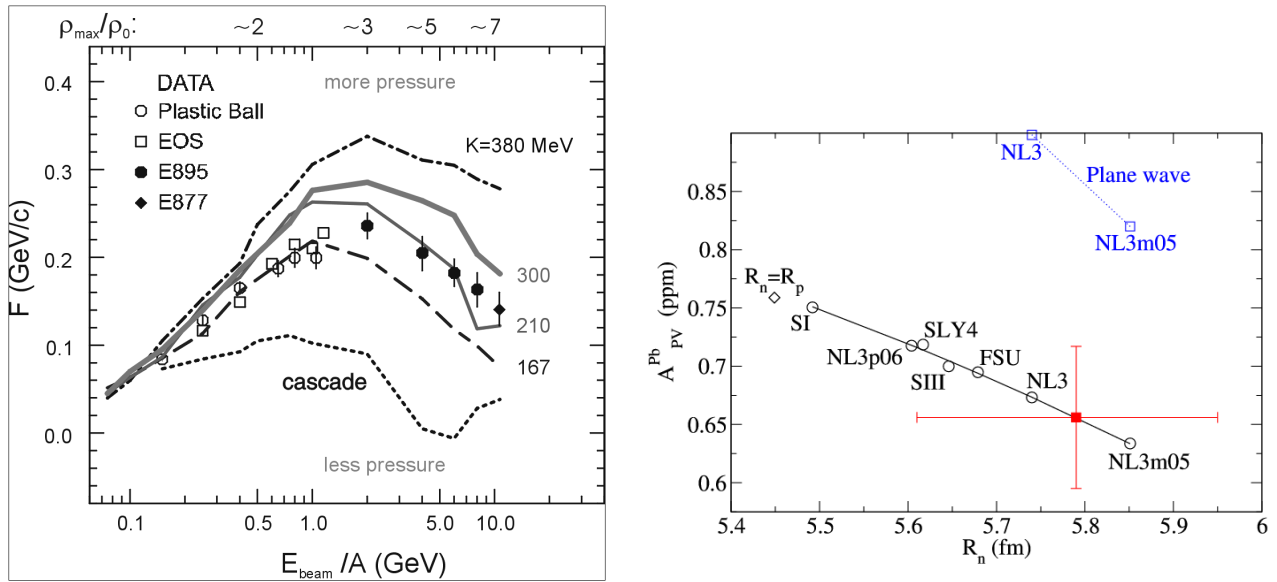 ρmax/ρ0: ~2 ~3 ~5 ~7
0.4
0.3
0.2
0.1
0.0
F (GeV/c)
DATA
Plastic Ball
EOS
E895
E877
more pressure
K=380 MeV
300
210
167
cascade
less pressure
0.1 0.5 1.0 5.0 10.0
Ebeam/A (GeV)
A^Pb_PV (ppm)
0.85
0.8
0.75
0.7
0.65
0.6
NL3
Plane wave
NL3m05
Rn=Rp
SI
SLY4
NL3p06
FSU
SIII
NL3
NL3m05
5.4 5.5 5.6 5.7 5.8 5.9 6
Rn (fm)